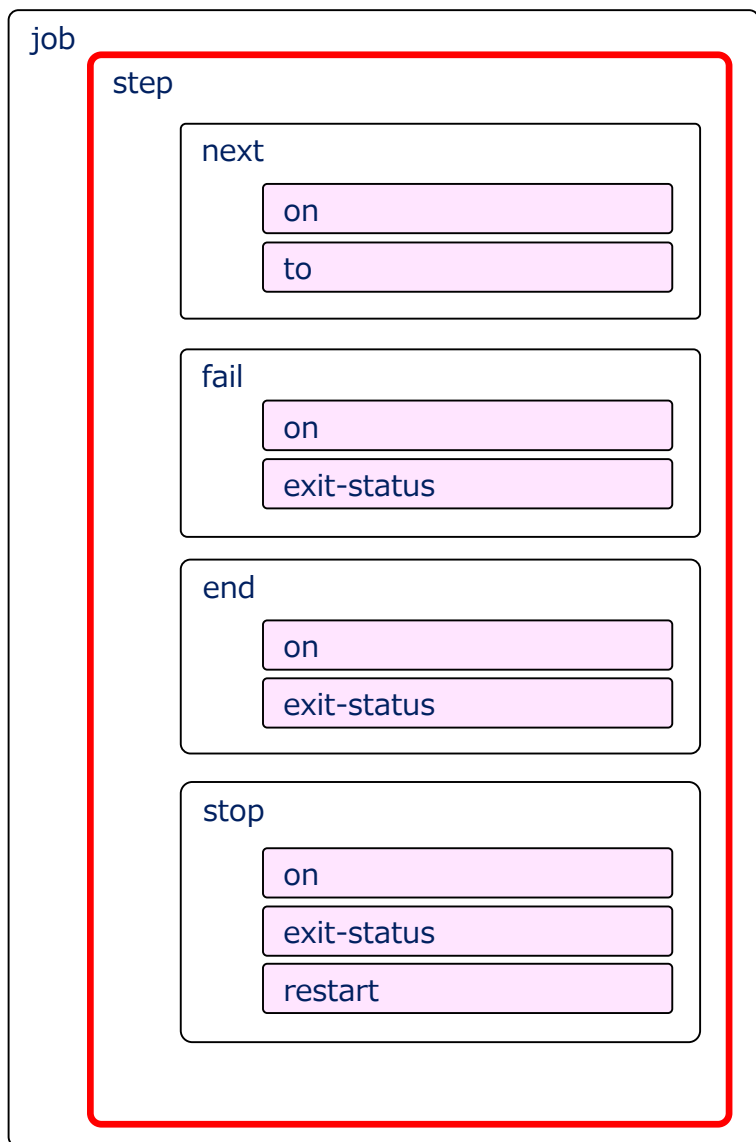 job
step
next
on
to
fail
on
exit-status
end
on
exit-status
stop
on
exit-status
restart